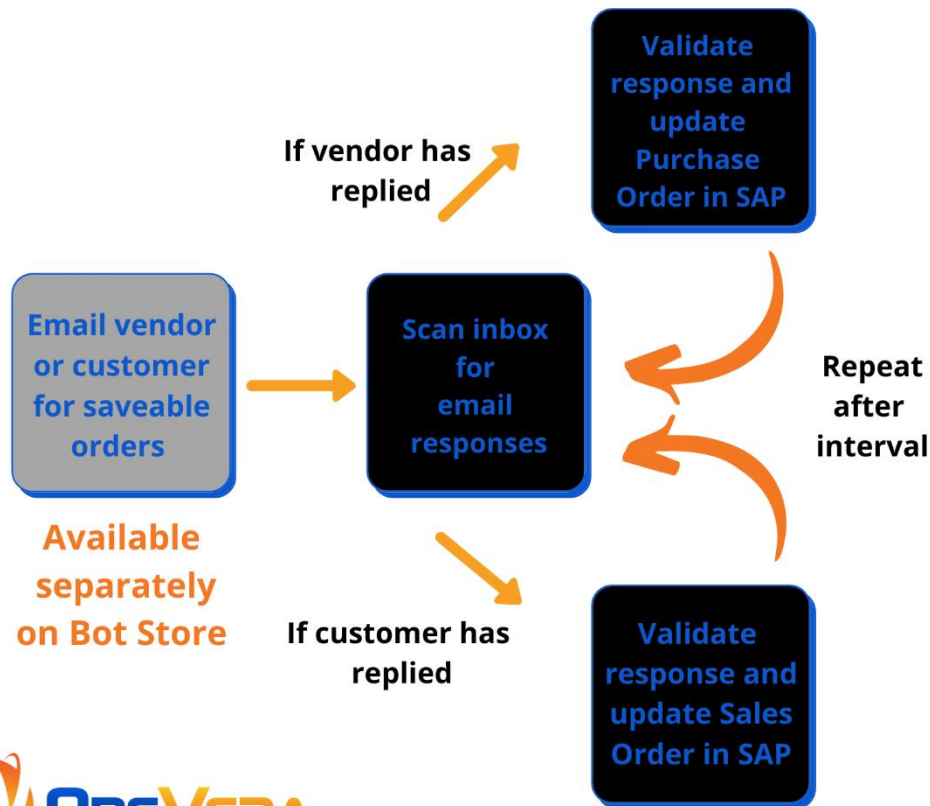 Validate
response and
update
Purchase
Order in SAP
If vendor has
replied
Email vendor
or customer
for saveable
orders
Scan inbox
for
email
responses
Repeat
after
interval
Available
separately
on Bot Store
If customer has
replied
Validate
response and
update Sales
Order in SAP
OPSVEDA